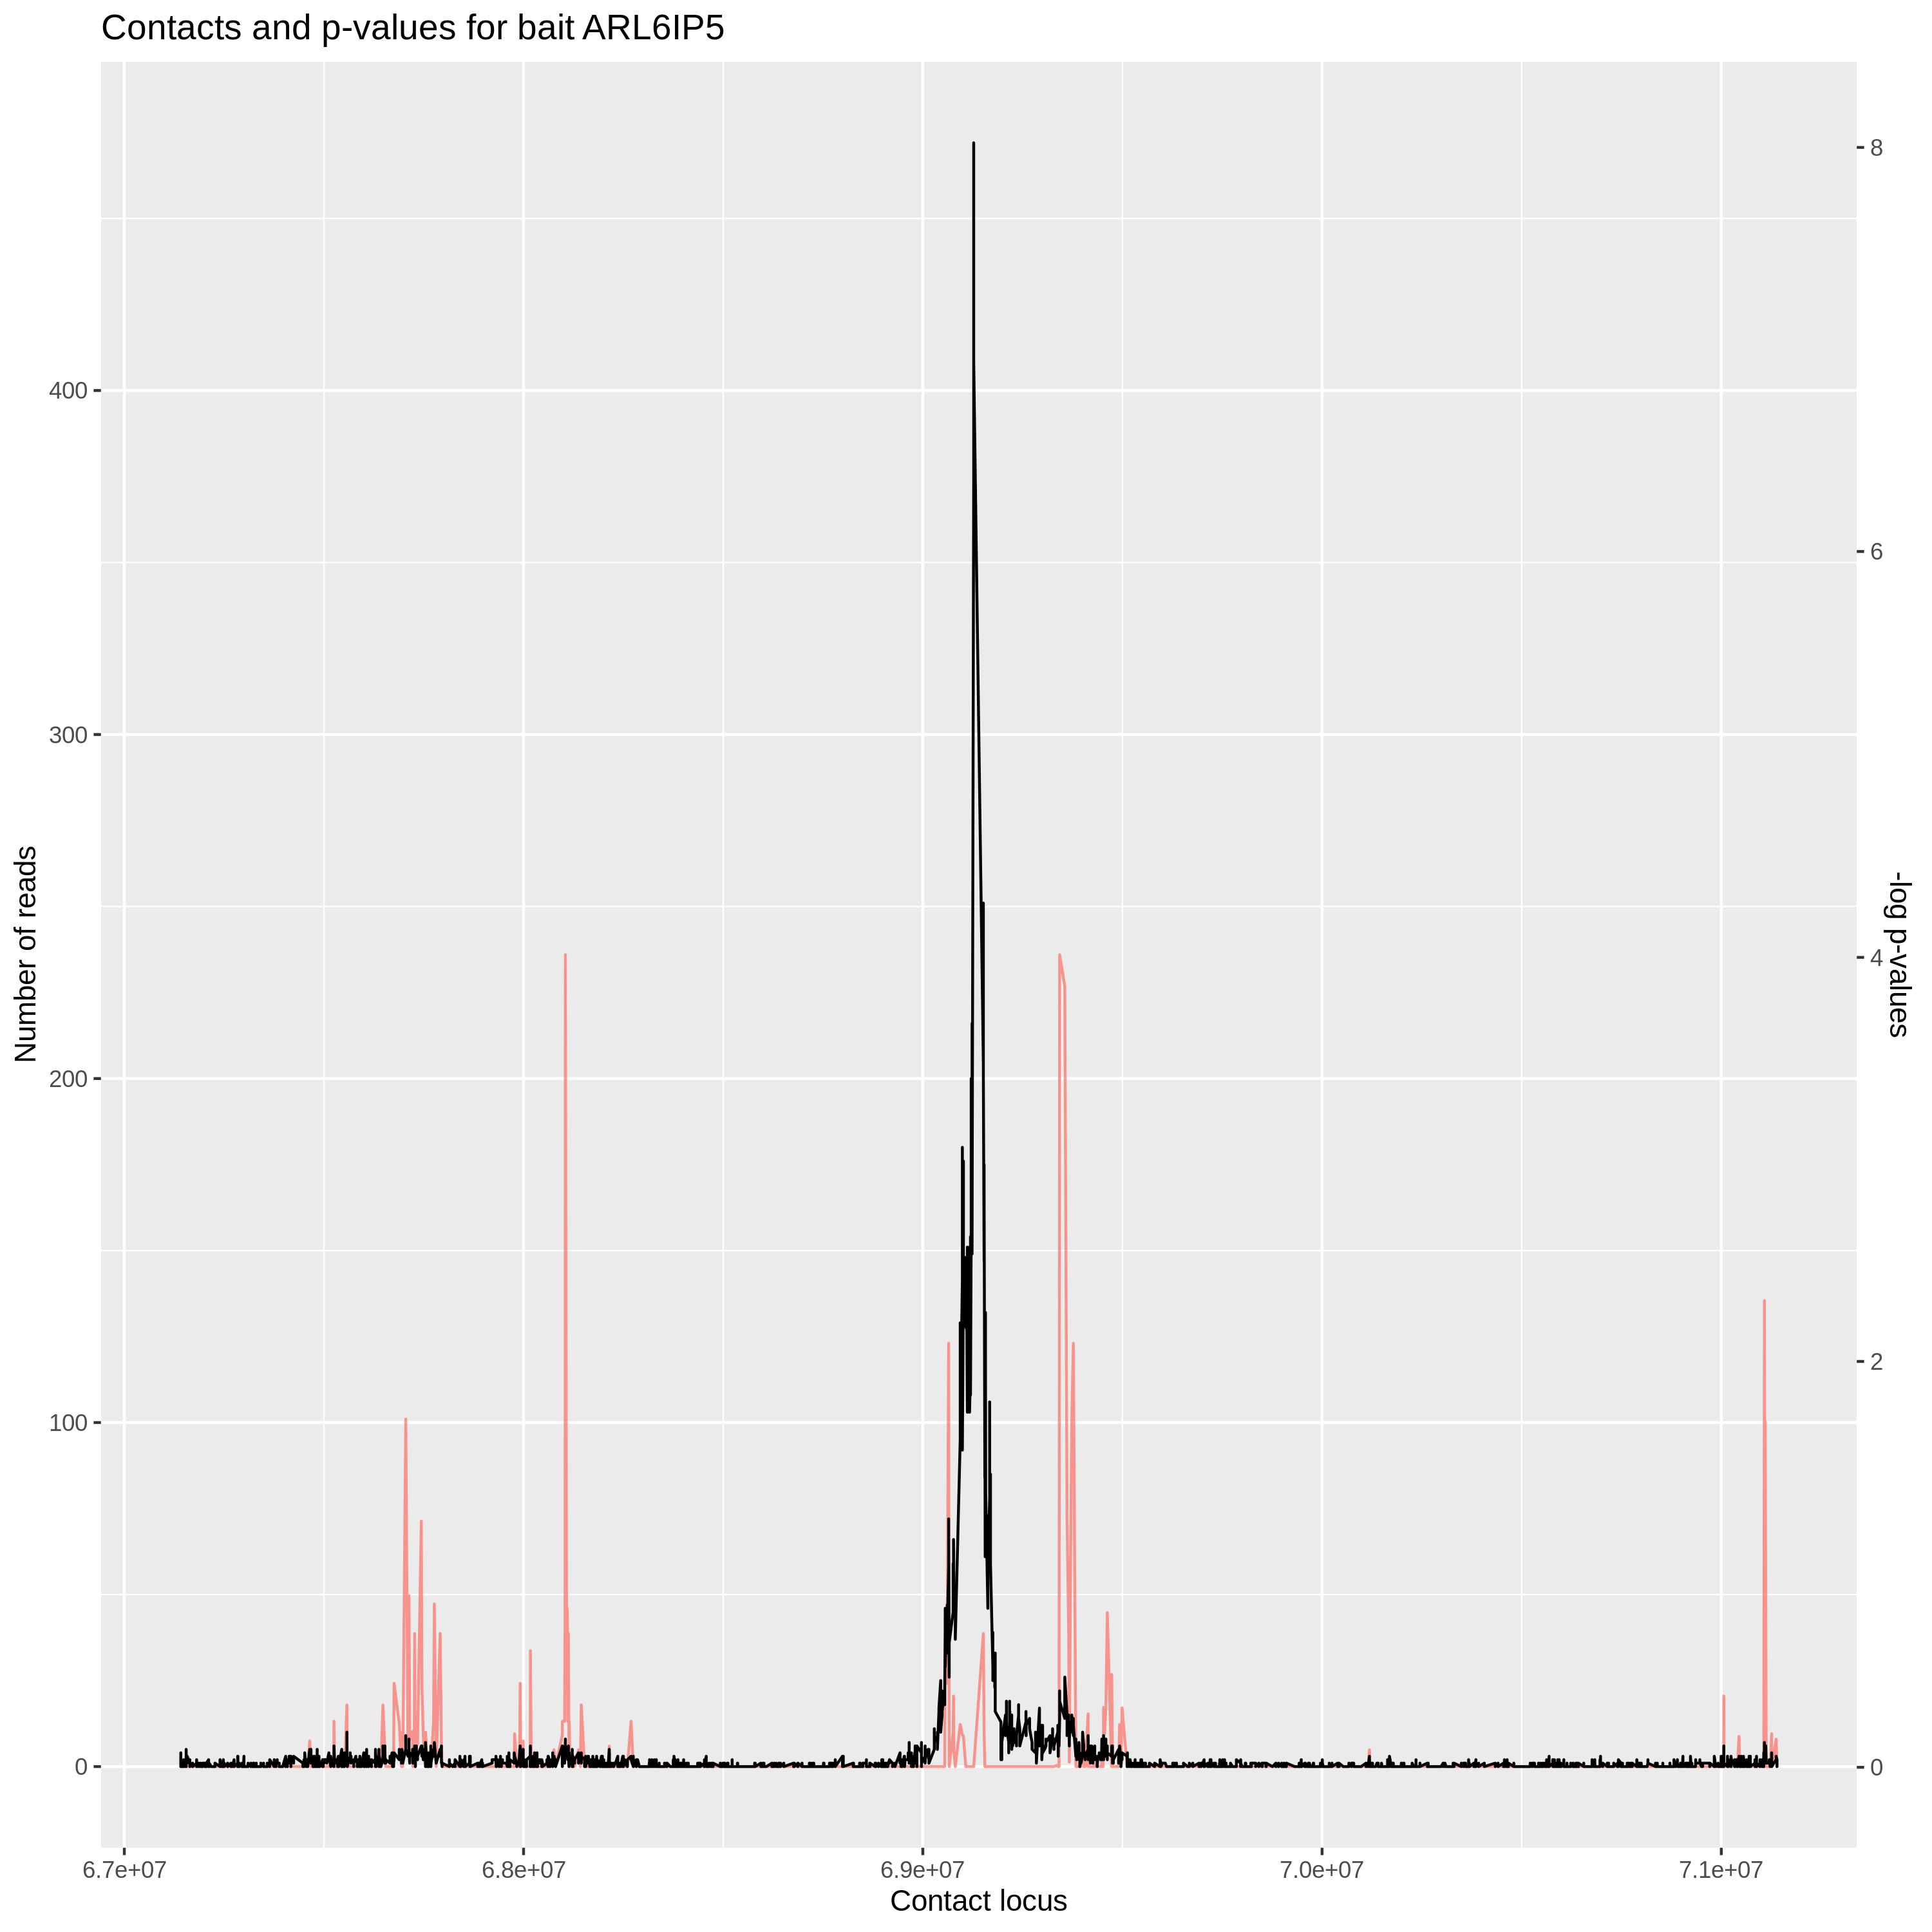 Contacts and p-values for bait ARL6IP5
Number of reads
400
300
200
100
0
8
6
4
2
0
-log p-values
6.7e+07
6.8e+07
6.9e+07
7.0e+07
7.1e+07
Contact locus